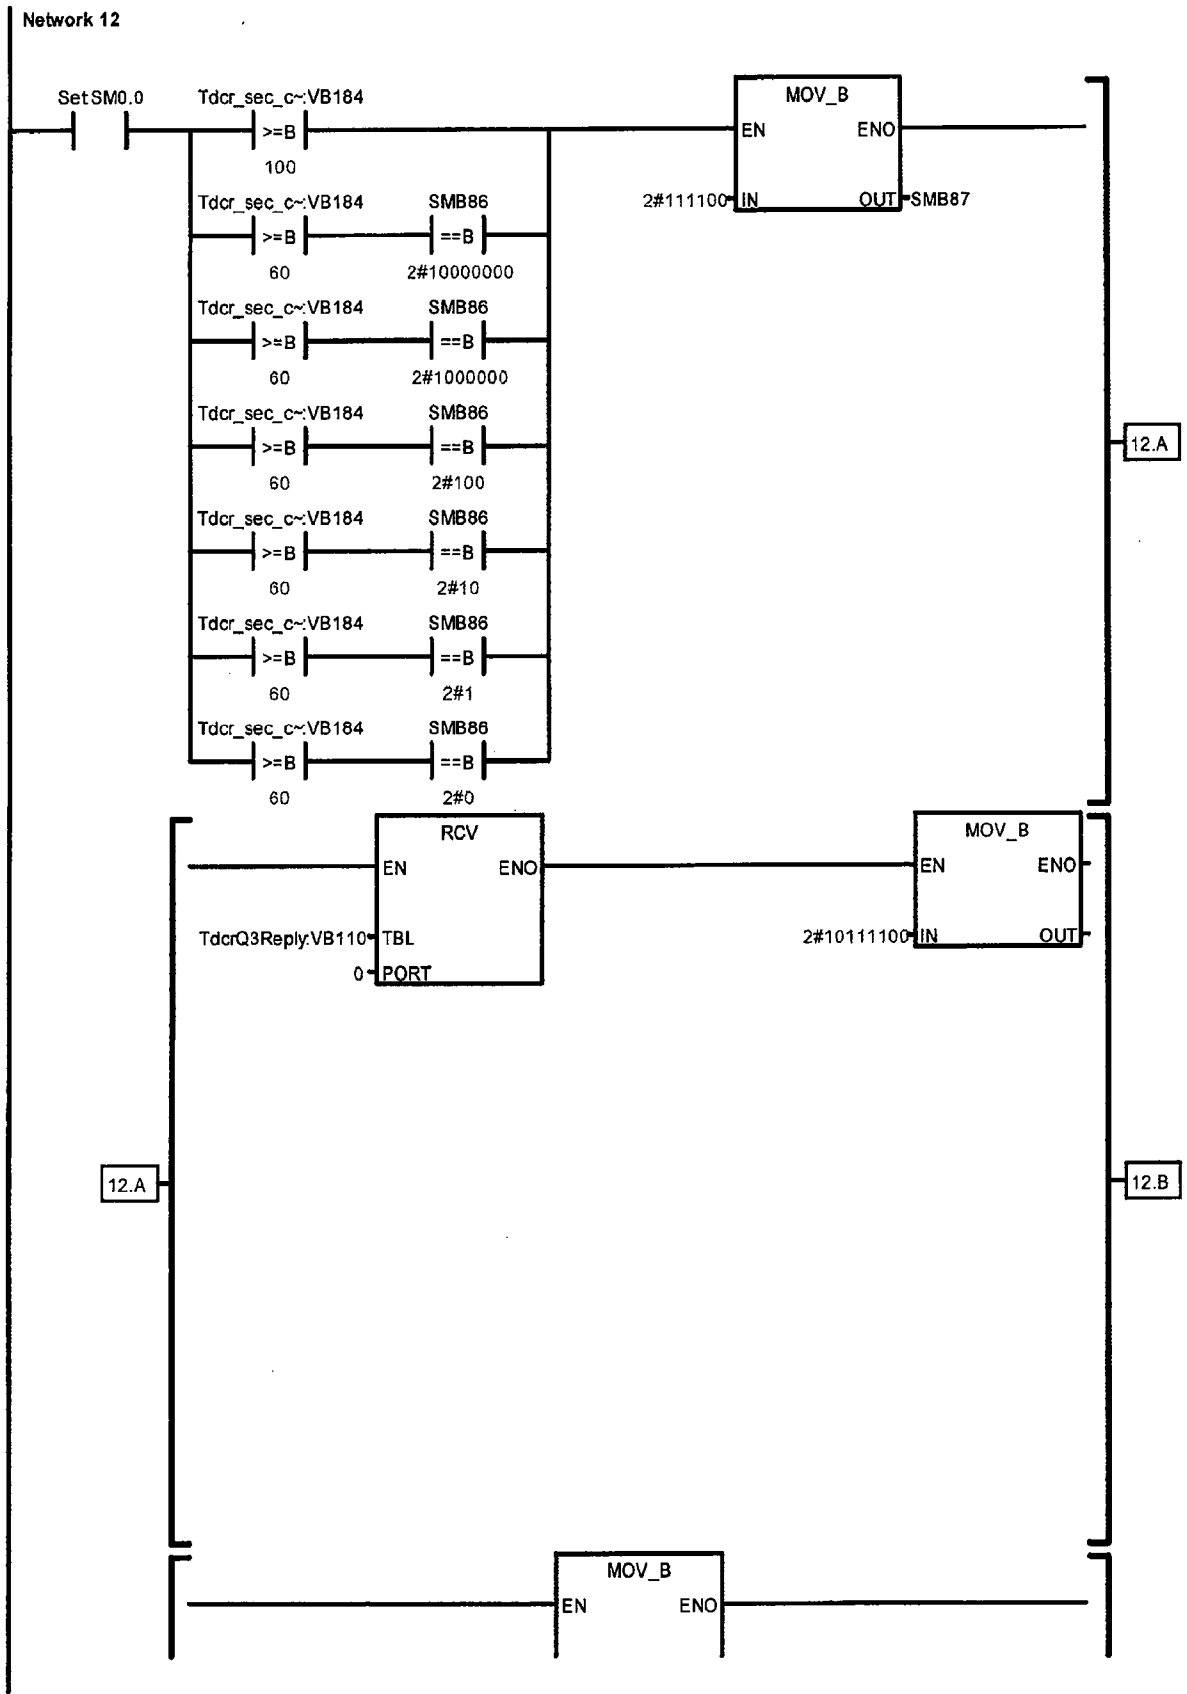 Network 12
SetSM0.0 Tdcr_sec_c~:VB184 MOV_B
>=B EN ENO
100
2#111100 IN OUT SMB87
Tdcr_sec_c~:VB184 SMB86
>=B ==B
60 2#10000000
Tdcr_sec_c~:VB184 SMB86
>=B ==B
60 2#1000000
Tdcr_sec_c~:VB184 SMB86
>=B ==B
60 2#100
12.A
Tdcr_sec_c~:VB184 SMB86
>=B ==B
60 2#10
Tdcr_sec_c~:VB184 SMB86
>=B ==B
60 2#1
Tdcr_sec_c~:VB184 SMB86
>=B ==B
60 2#0
RCV MOV_B
EN ENO EN ENO
TdcrQ3Reply:VB110 TBL 2#10111100 IN OUT
0 PORT
12.A 12.B
MOV_B
EN ENO